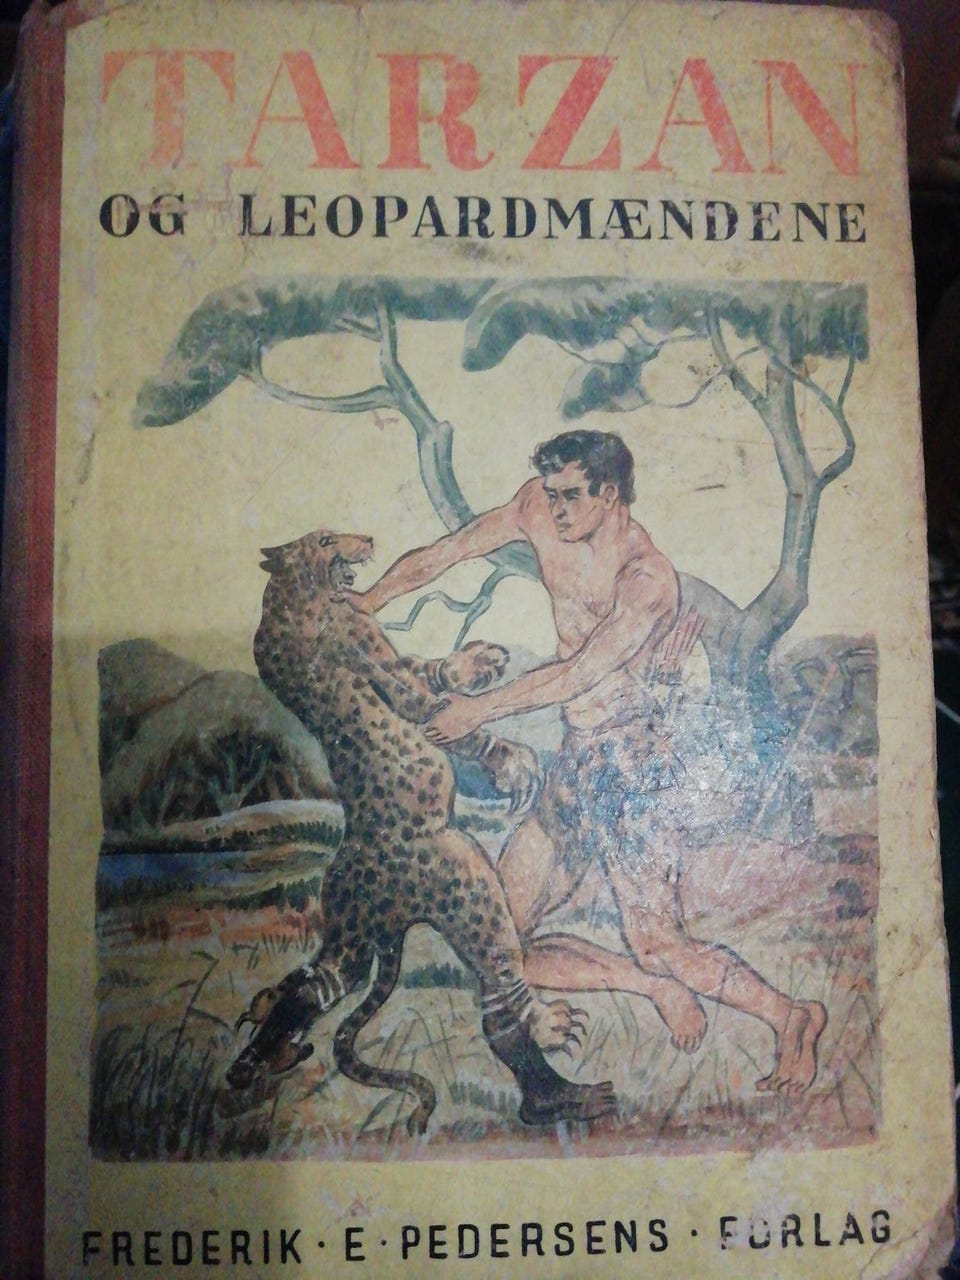 TARZAN
OG LEOPARDMÆNDENE
FREDERIK · E · PEDERSENS · FORLAG